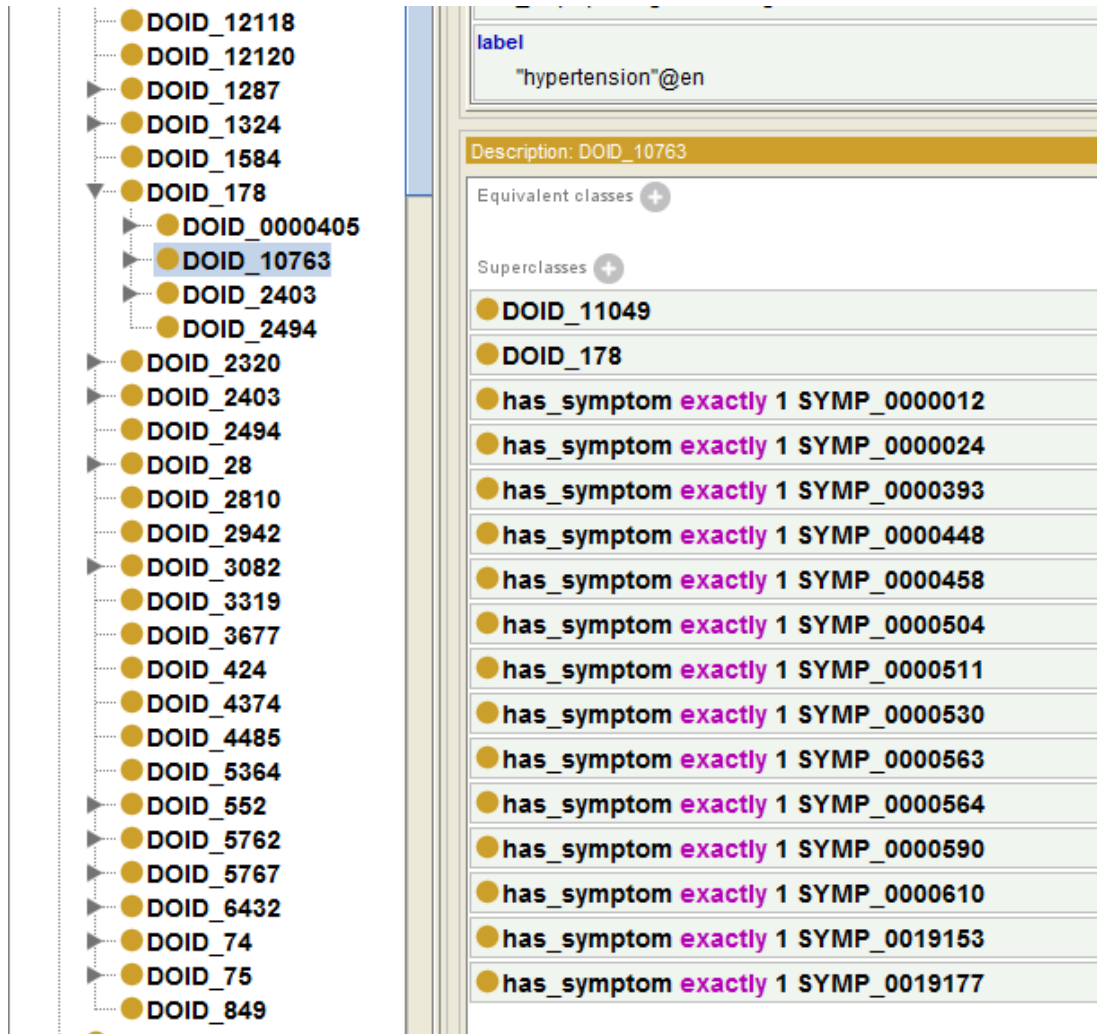 DOID_12118
DOID_12120
DOID_1287
DOID_1324
DOID_1584
DOID_178
DOID_0000405
DOID_10763
DOID_2403
DOID_2494
DOID_2320
DOID_2403
DOID_2494
DOID_28
DOID_2810
DOID_2942
DOID_3082
DOID_3319
DOID_3677
DOID_424
DOID_4374
DOID_4485
DOID_5364
DOID_552
DOID_5762
DOID_5767
DOID_6432
DOID_74
DOID_75
DOID_849
label
"hypertension"@en
Description: DOID_10763
Equivalent classes
Superclasses
DOID_11049
DOID_178
has_symptom exactly 1 SYMP_0000012
has_symptom exactly 1 SYMP_0000024
has_symptom exactly 1 SYMP_0000393
has_symptom exactly 1 SYMP_0000448
has_symptom exactly 1 SYMP_0000458
has_symptom exactly 1 SYMP_0000504
has_symptom exactly 1 SYMP_0000511
has_symptom exactly 1 SYMP_0000530
has_symptom exactly 1 SYMP_0000563
has_symptom exactly 1 SYMP_0000564
has_symptom exactly 1 SYMP_0000590
has_symptom exactly 1 SYMP_0000610
has_symptom exactly 1 SYMP_0019153
has_symptom exactly 1 SYMP_0019177